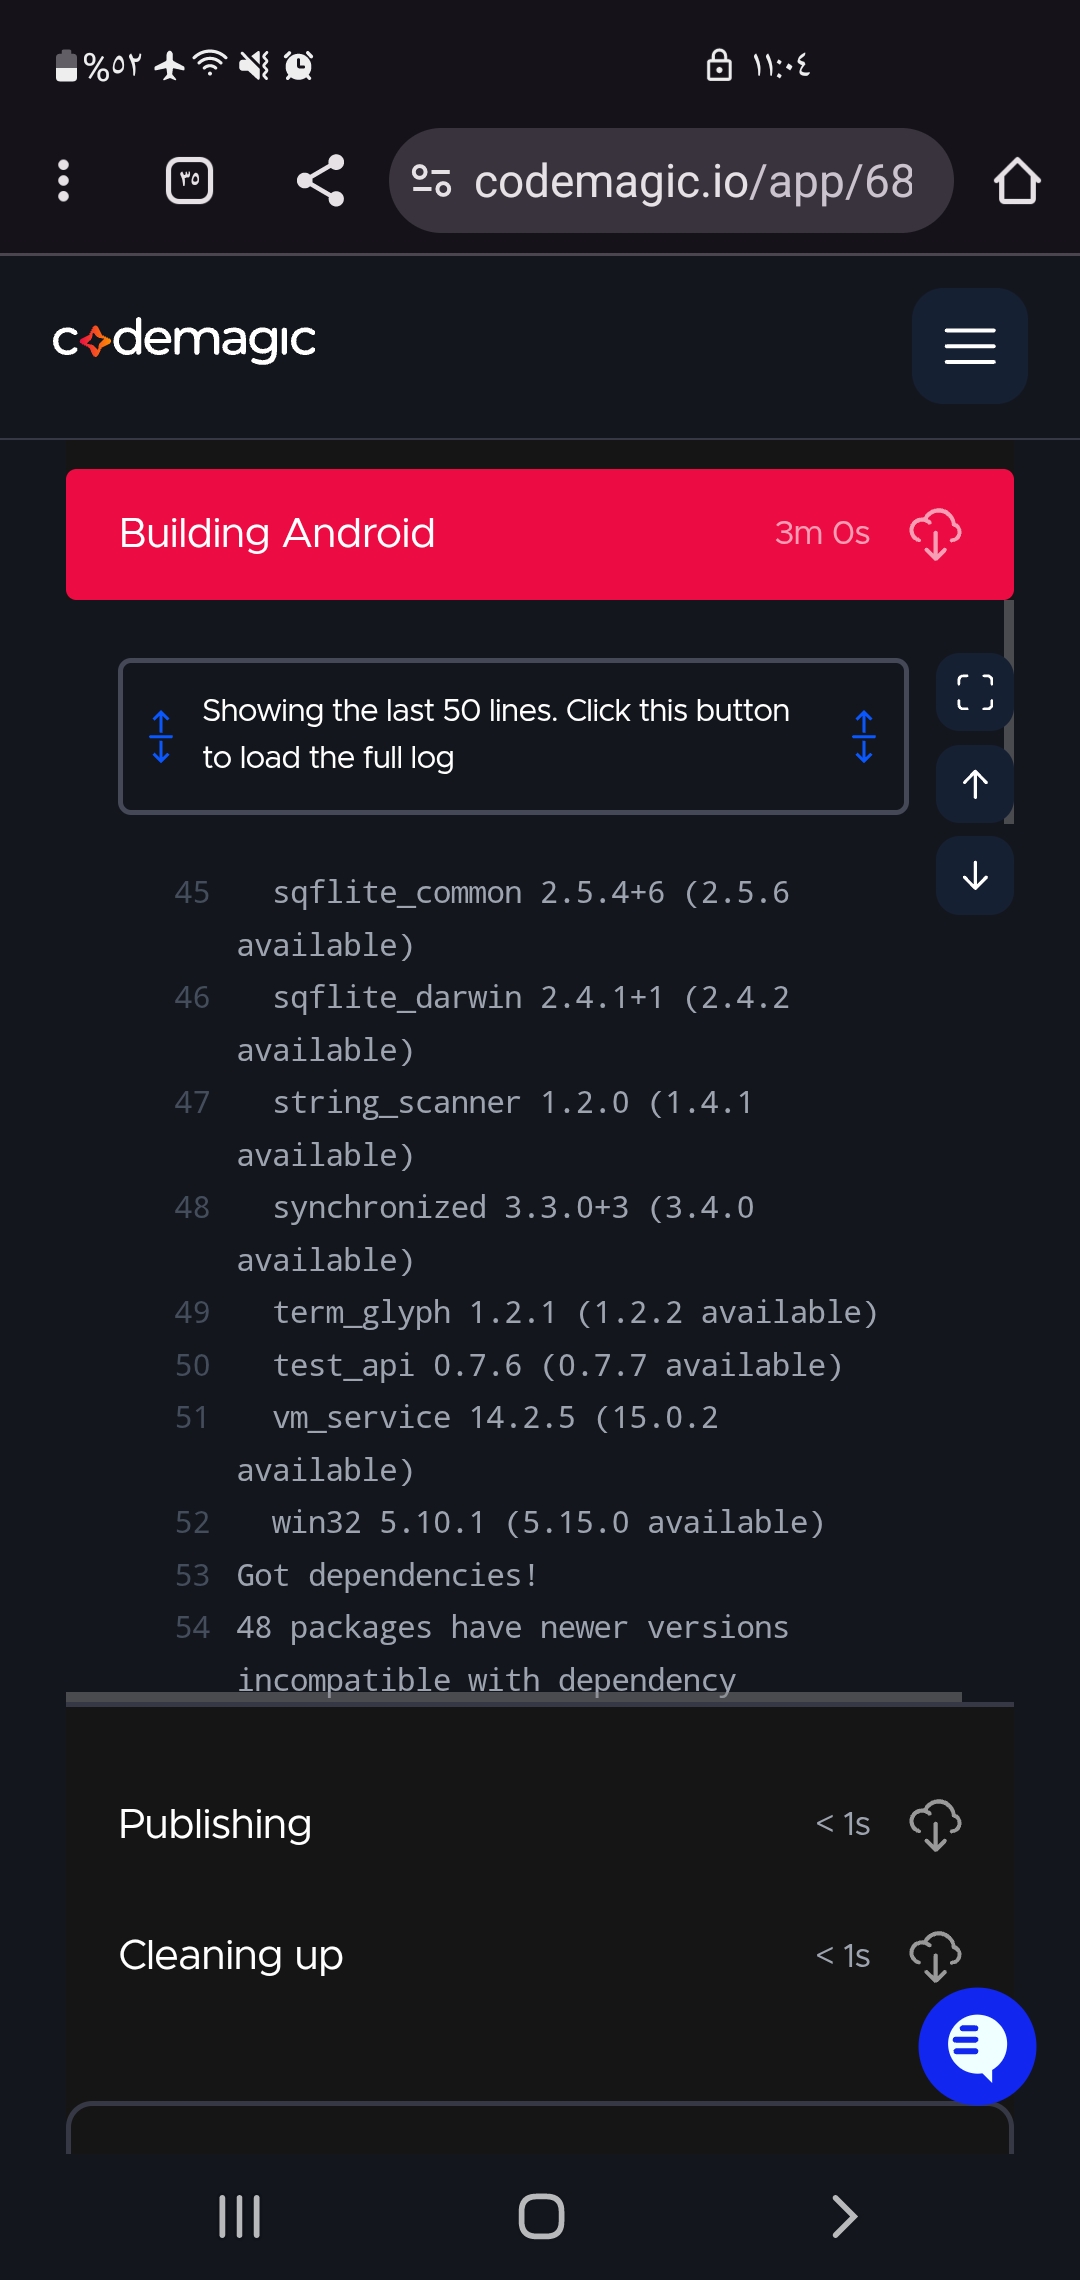 %٥٢ ١١:٠٤
٣٥ codemagic.io/app/68
codemagic
Building Android 3m 0s
Showing the last 50 lines. Click this button
to load the full log
45 sqflite_common 2.5.4+6 (2.5.6
available)
46 sqflite_darwin 2.4.1+1 (2.4.2
available)
47 string_scanner 1.2.0 (1.4.1
available)
48 synchronized 3.3.0+3 (3.4.0
available)
49 term_glyph 1.2.1 (1.2.2 available)
50 test_api 0.7.6 (0.7.7 available)
51 vm_service 14.2.5 (15.0.2
available)
52 win32 5.10.1 (5.15.0 available)
53 Got dependencies!
54 48 packages have newer versions
incompatible with dependency
Publishing < 1s
Cleaning up < 1s